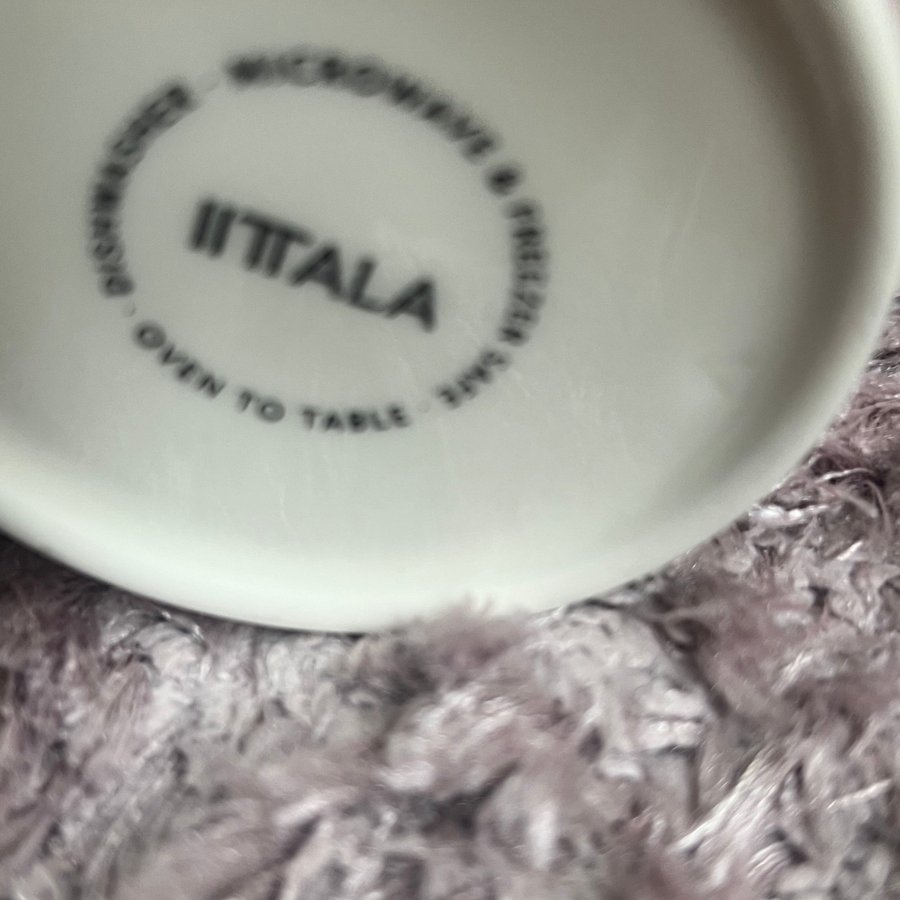 DISHWASHER · MICROWAVE & FREEZER SAFE · OVEN TO TABLE ·
IITTALA